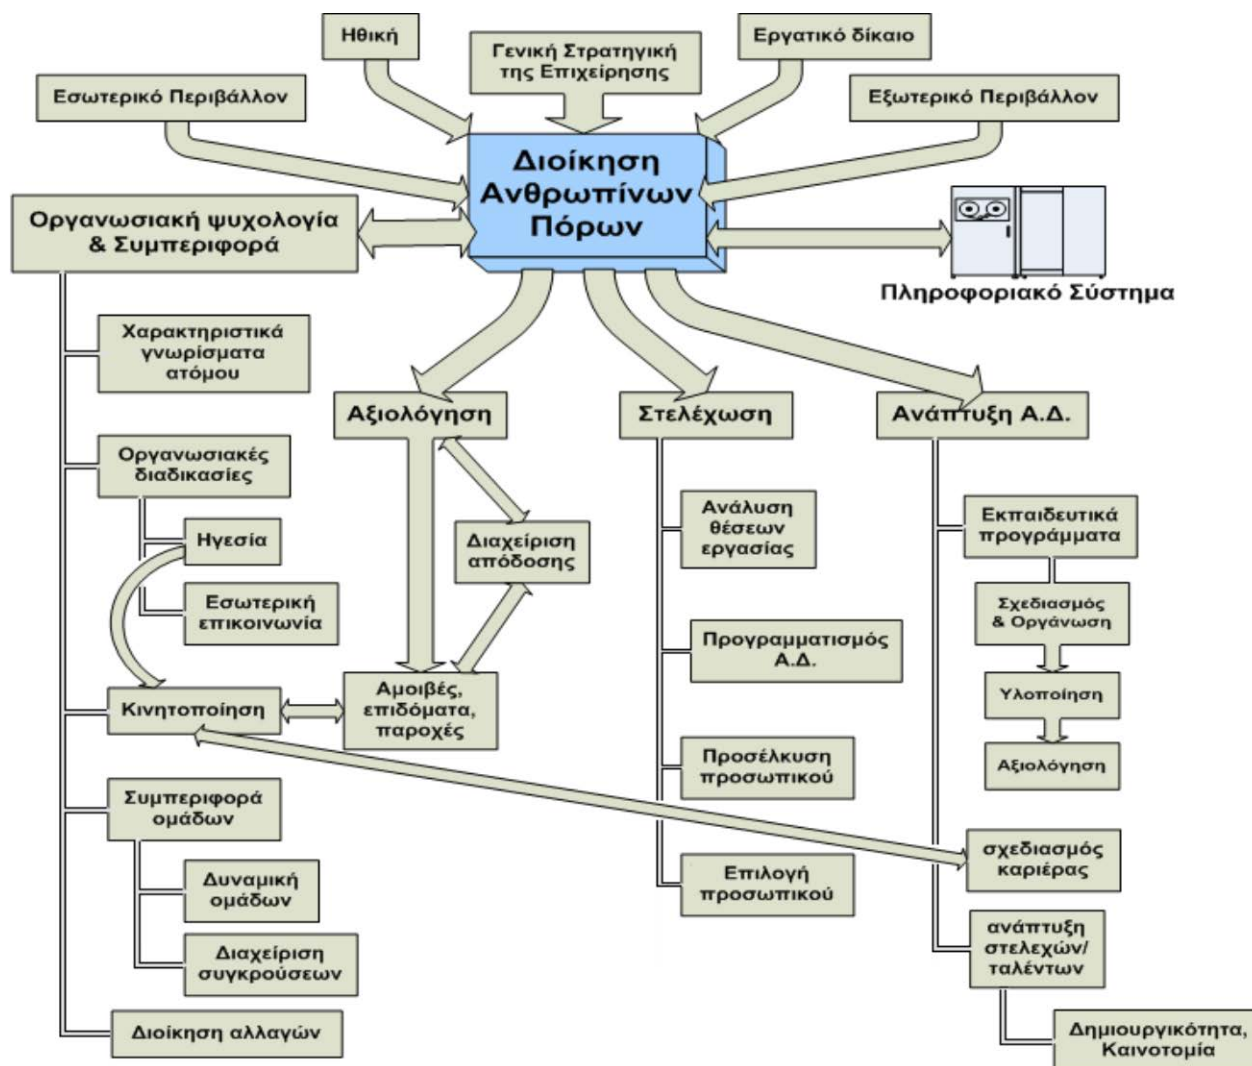 Ηθική
Γενική Στρατηγική
της Επιχείρησης
Εργατικό δίκαιο
Εσωτερικό Περιβάλλον
Εξωτερικό Περιβάλλον
Διοίκηση
Ανθρωπίνων
Πόρων
Οργανωσιακή ψυχολογία
& Συμπεριφορά
Πληροφοριακό Σύστημα
Χαρακτηριστικά
γνωρίσματα
ατόμου
Οργανωσιακές
διαδικασίες
Ηγεσία
Εσωτερική
επικοινωνία
Κινητοποίηση
Συμπεριφορά
ομάδων
Δυναμική
ομάδων
Διαχείριση
συγκρούσεων
Διοίκηση αλλαγών
Αξιολόγηση
Διαχείριση
απόδοσης
Αμοιβές,
επιδόματα,
παροχές
Στελέχωση
Ανάλυση
θέσεων
εργασίας
Προγραμματισμός
Α.Δ.
Προσέλκυση
προσωπικού
Επιλογή
προσωπικού
Ανάπτυξη Α.Δ.
Εκπαιδευτικά
προγράμματα
Σχεδιασμός
& Οργάνωση
Υλοποίηση
Αξιολόγηση
σχεδιασμός
καριέρας
ανάπτυξη
στελεχών/
ταλέντων
Δημιουργικότητα,
Καινοτομία